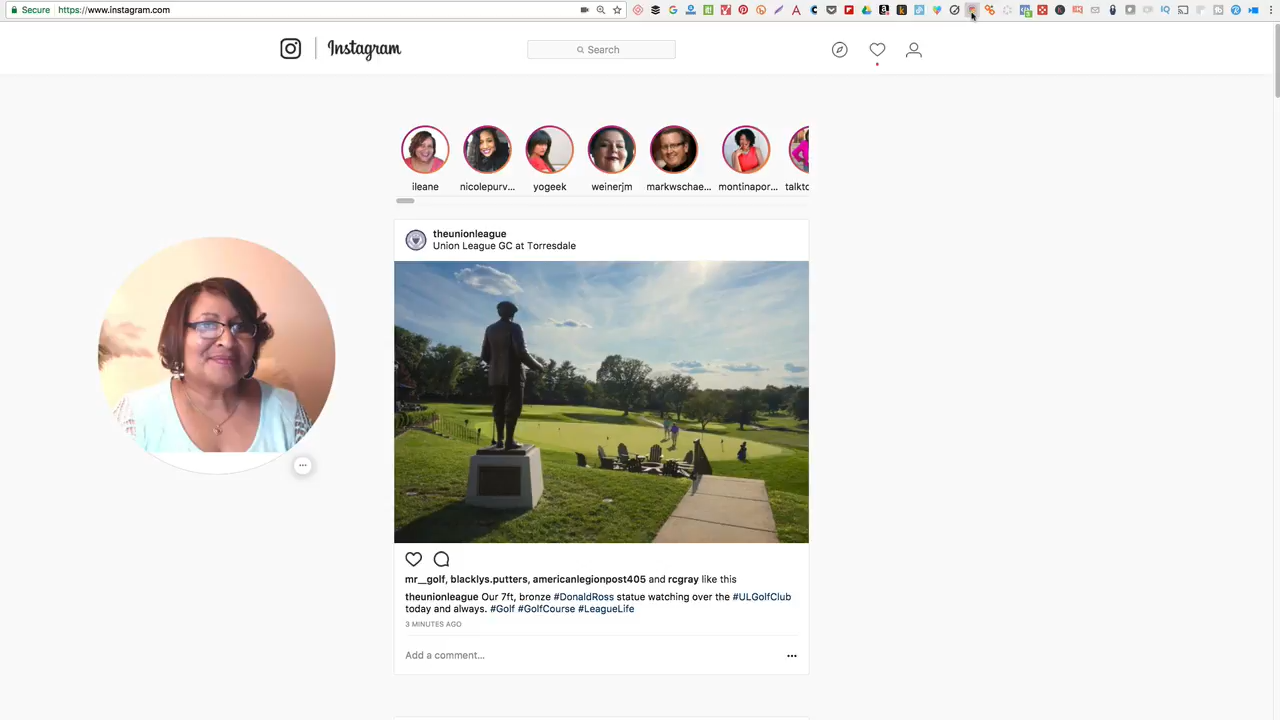 Secure
https://www.instagram.com
Instagram
Search
ileane
nicolepurv...
yogeek
weinerjm
markwschae...
montinapor...
talktc
theunionleague
Union League GC at Torresdale
mr__golf, blacklys.putters, americanlegionpost405 and rcgray like this
theunionleague Our 7ft, bronze #DonaldRoss statue watching over the #ULGolfClub
today and always. #Golf #GolfCourse #LeagueLife
3 MINUTES AGO
Add a comment...